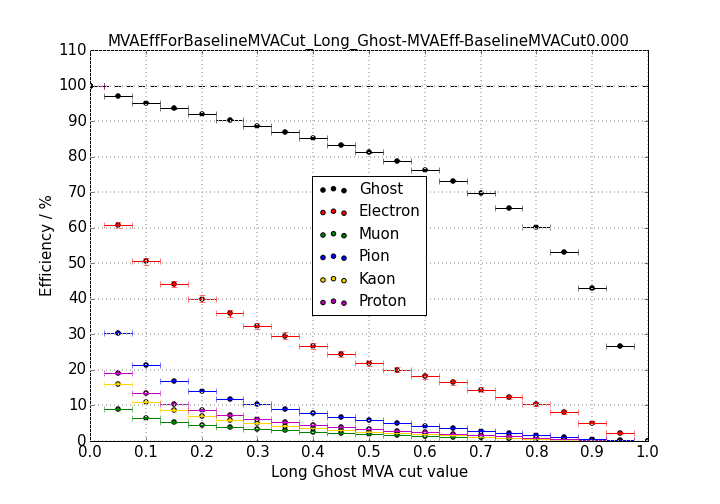 MVAEffForBaselineMVACut_Long_Ghost-MVAEff-BaselineMVACut0.000
110
100
90
80
70
60
50
40
30
20
10
0
Efficiency / %
Ghost
Electron
Muon
Pion
Kaon
Proton
0.0 0.1 0.2 0.3 0.4 0.5 0.6 0.7 0.8 0.9 1.0
Long Ghost MVA cut value